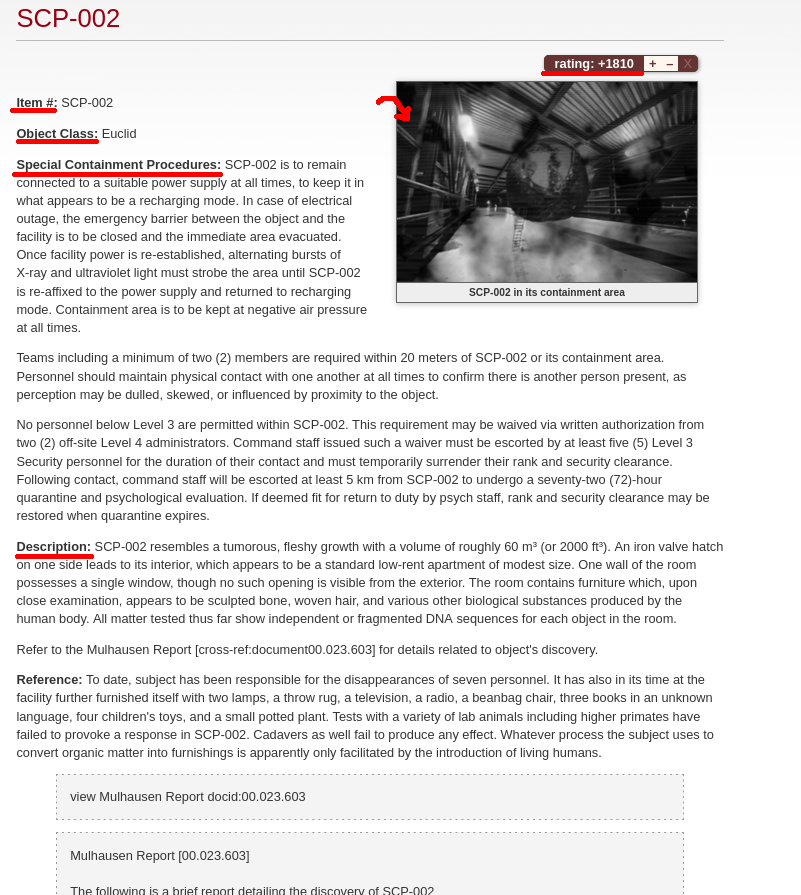 SCP-002
rating: +1810 + – X
Item #: SCP-002
Object Class: Euclid
Special Containment Procedures: SCP-002 is to remain
connected to a suitable power supply at all times, to keep it in
what appears to be a recharging mode. In case of electrical
outage, the emergency barrier between the object and the
facility is to be closed and the immediate area evacuated.
Once facility power is re-established, alternating bursts of
X-ray and ultraviolet light must strobe the area until SCP-002
is re-affixed to the power supply and returned to recharging
mode. Containment area is to be kept at negative air pressure
at all times.
SCP-002 in its containment area
Teams including a minimum of two (2) members are required within 20 meters of SCP-002 or its containment area.
Personnel should maintain physical contact with one another at all times to confirm there is another person present, as
perception may be dulled, skewed, or influenced by proximity to the object.
No personnel below Level 3 are permitted within SCP-002. This requirement may be waived via written authorization from
two (2) off-site Level 4 administrators. Command staff issued such a waiver must be escorted by at least five (5) Level 3
Security personnel for the duration of their contact and must temporarily surrender their rank and security clearance.
Following contact, command staff will be escorted at least 5 km from SCP-002 to undergo a seventy-two (72)-hour
quarantine and psychological evaluation. If deemed fit for return to duty by psych staff, rank and security clearance may be
restored when quarantine expires.
Description: SCP-002 resembles a tumorous, fleshy growth with a volume of roughly 60 m³ (or 2000 ft³). An iron valve hatch
on one side leads to its interior, which appears to be a standard low-rent apartment of modest size. One wall of the room
possesses a single window, though no such opening is visible from the exterior. The room contains furniture which, upon
close examination, appears to be sculpted bone, woven hair, and various other biological substances produced by the
human body. All matter tested thus far show independent or fragmented DNA sequences for each object in the room.
Refer to the Mulhausen Report [cross-ref:document00.023.603] for details related to object's discovery.
Reference: To date, subject has been responsible for the disappearances of seven personnel. It has also in its time at the
facility further furnished itself with two lamps, a throw rug, a television, a radio, a beanbag chair, three books in an unknown
language, four children's toys, and a small potted plant. Tests with a variety of lab animals including higher primates have
failed to provoke a response in SCP-002. Cadavers as well fail to produce any effect. Whatever process the subject uses to
convert organic matter into furnishings is apparently only facilitated by the introduction of living humans.
view Mulhausen Report docid:00.023.603
Mulhausen Report [00.023.603]
The following is a brief report detailing the discovery of SCP-002